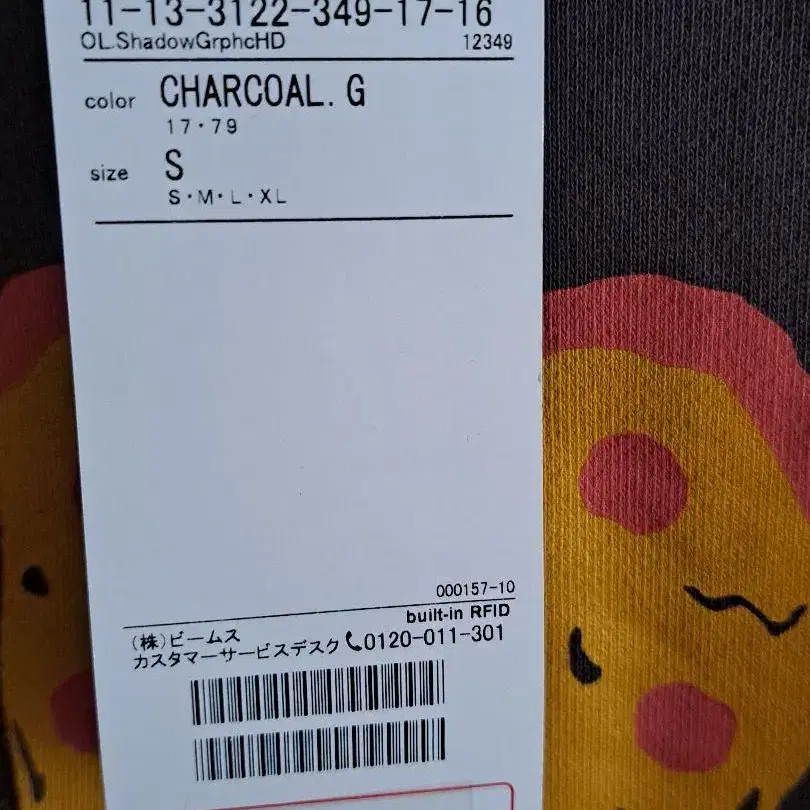 11-13-3122-349-17-16
OL.ShadowGrphcHD 12349
color CHARCOAL. G
17・79
size S
S・M・L・XL
000157-10
built-in RFID
(株)ビームス
カスタマーサービスデスク 0120-011-301